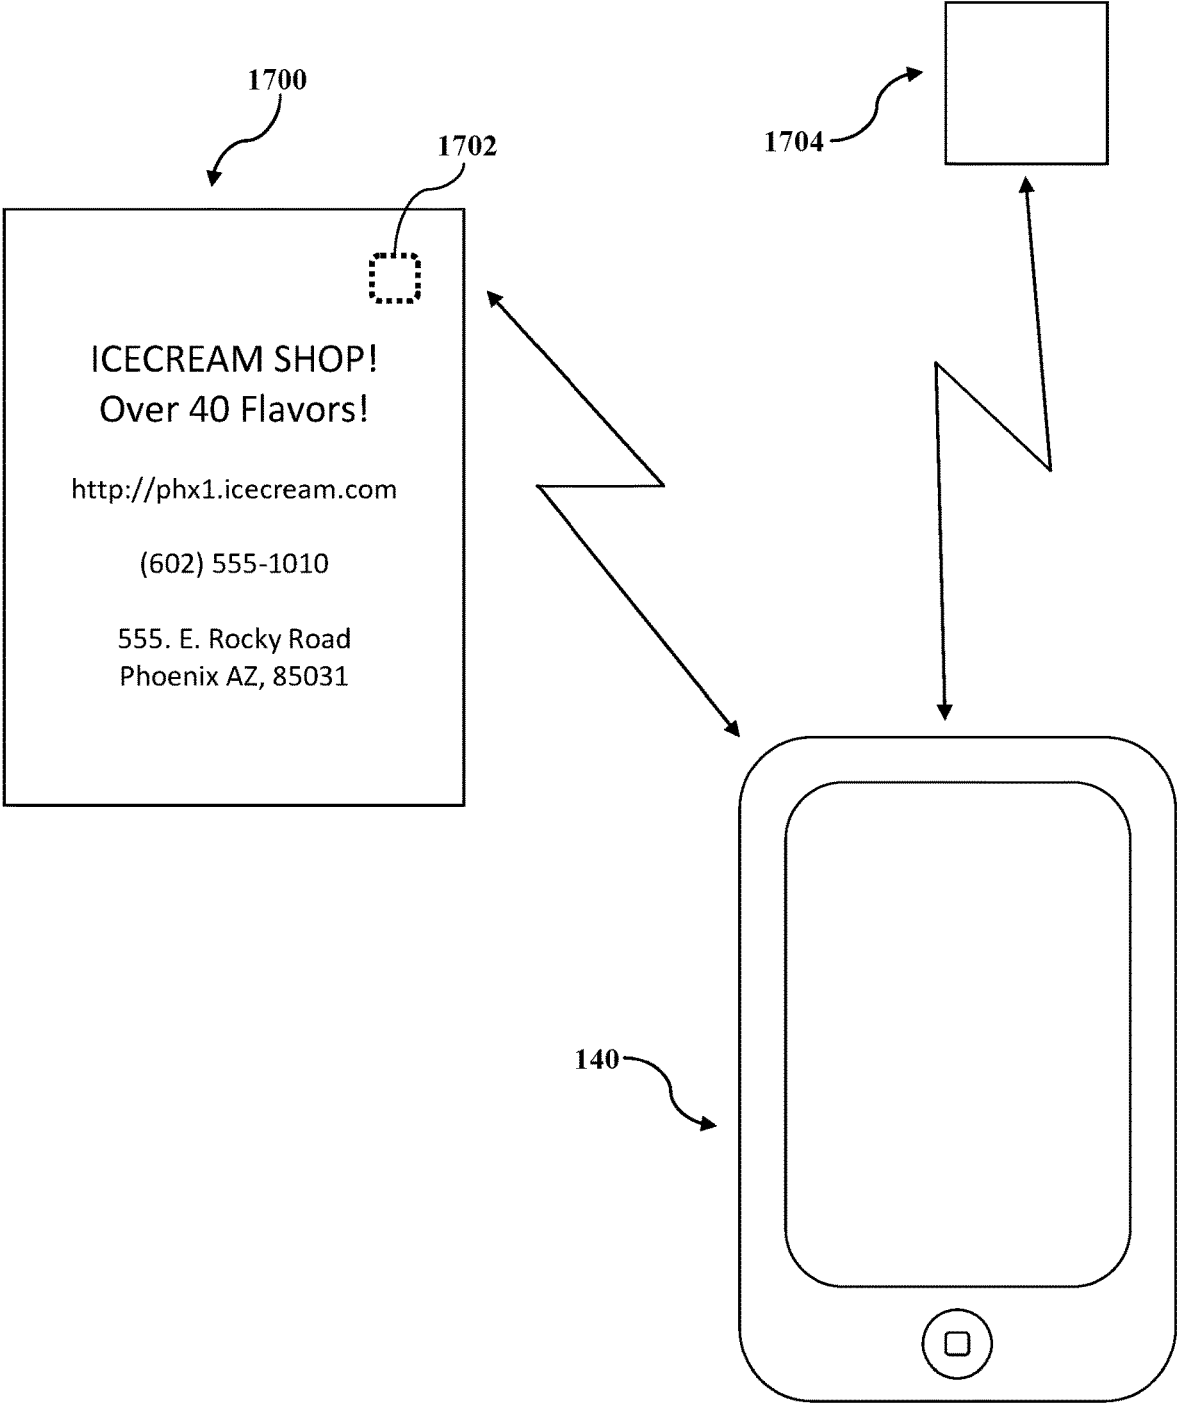 1700
1702
1704
ICECREAM SHOP!
Over 40 Flavors!
http://phx1.icecream.com
(602) 555-1010
555. E. Rocky Road
Phoenix AZ, 85031
140